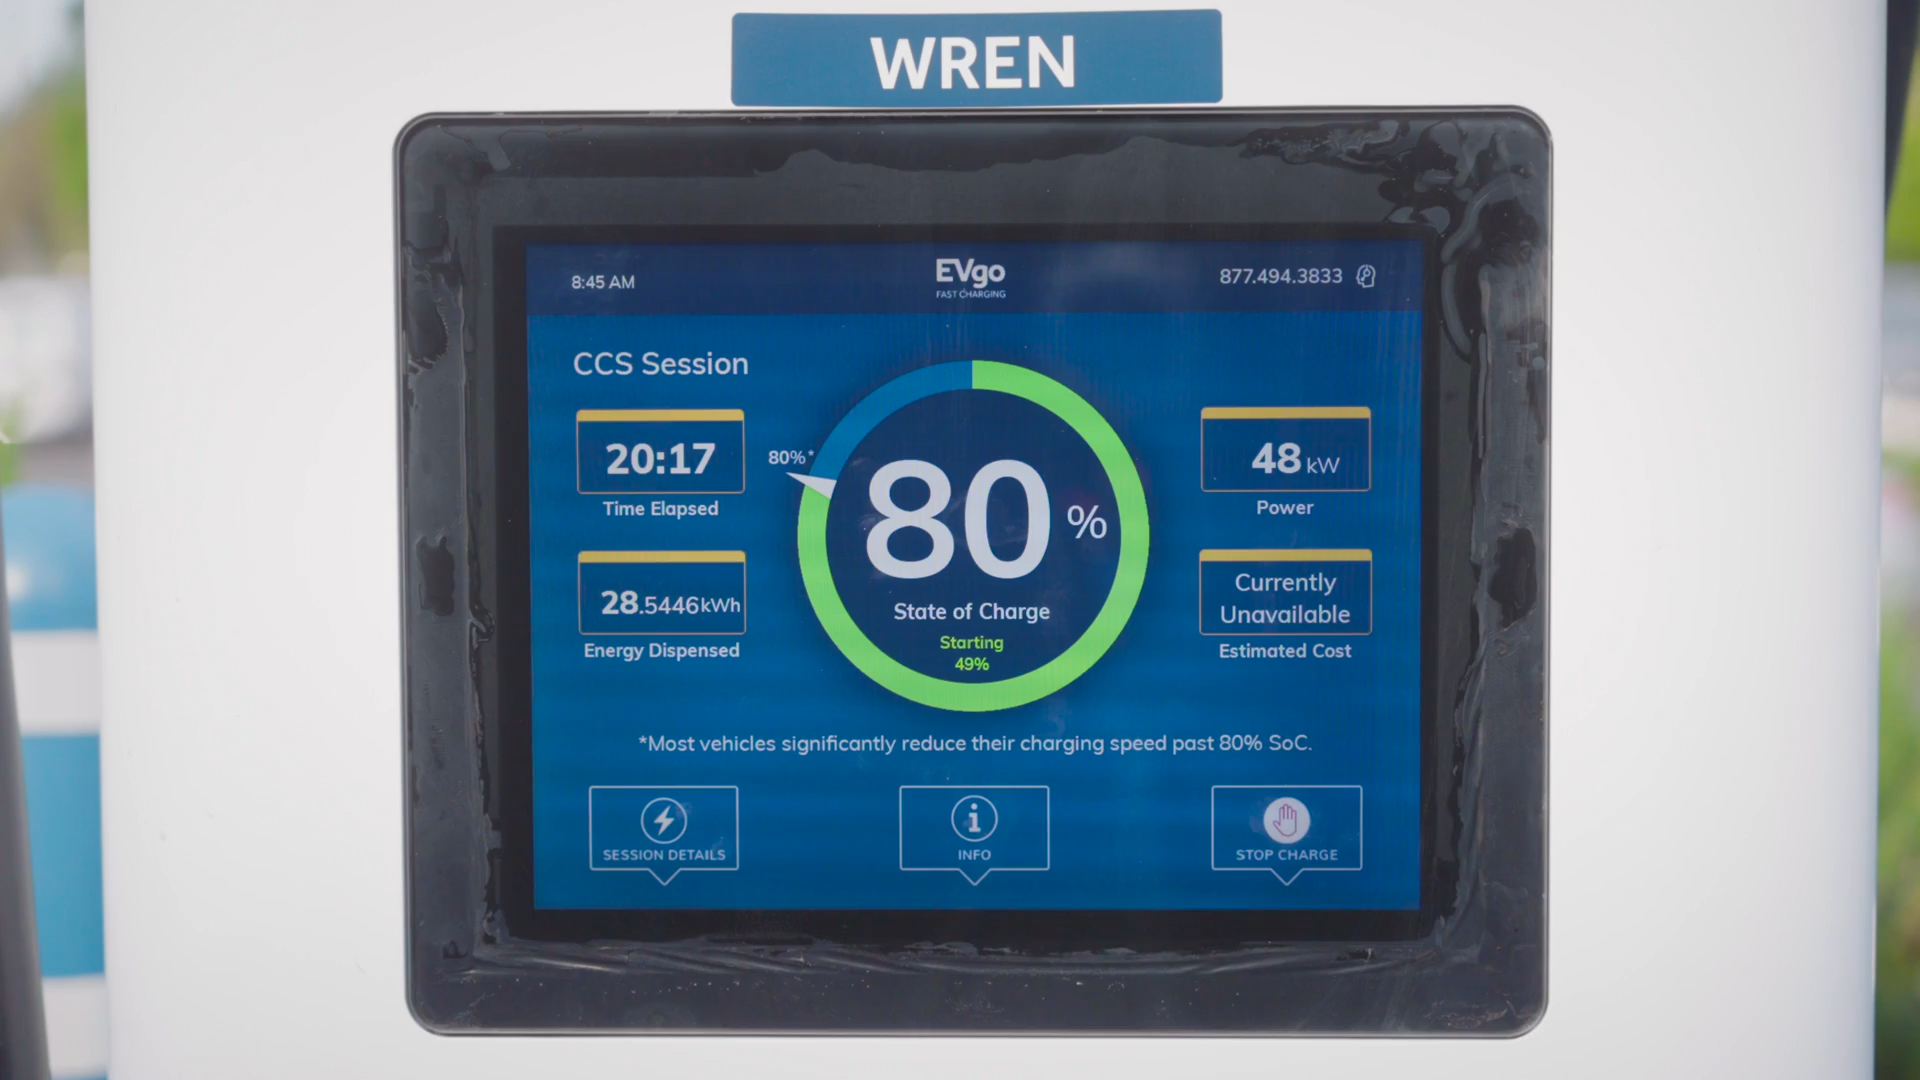 WREN
8:45 AM
EVgo
FAST CHARGING
877.494.3833
CCS Session
20:17
Time Elapsed
28.5446kWh
Energy Dispensed
80%*
80%
State of Charge
Starting
49%
48 kW
Power
Currently
Unavailable
Estimated Cost
*Most vehicles significantly reduce their charging speed past 80% SoC.
SESSION DETAILS
INFO
STOP CHARGE